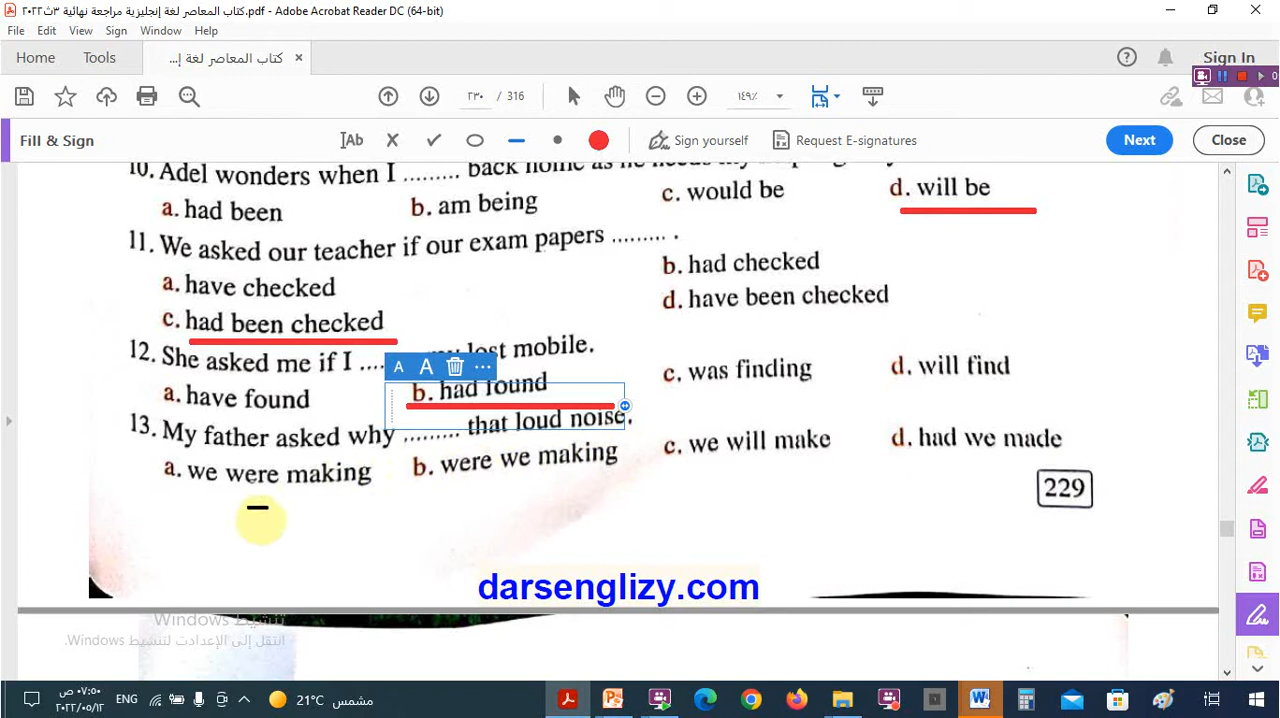 كتاب المعاصر لغة إنجليزية مراجعة نهائية ٣ث٢٠٢٢.pdf - Adobe Acrobat Reader DC (64-bit)
File Edit View Sign Window Help
Home Tools كتاب المعاصر لغة إ... × Sign In
٢٣٠ / 316 ١٤٩٪
Fill & Sign Ab Sign yourself Request E-signatures Next Close
10. Adel wonders when I ......... back home as he needs my
a. had been b. am being c. would be d. will be
11. We asked our teacher if our exam papers ......... .
a. have checked b. had checked
c. had been checked d. have been checked
12. She asked me if I .... my lost mobile.
A A
a. have found b. had found c. was finding d. will find
13. My father asked why ......... that loud noise.
a. we were making b. were we making c. we will make d. had we made
229
darsenglizy.com
تنشيط Windows
انتقل إلى الإعدادات لتنشيط Windows.
٠٧:٥٠ ص
٢٠٢٢/٠٥/١٢
ENG 21°C مشمس